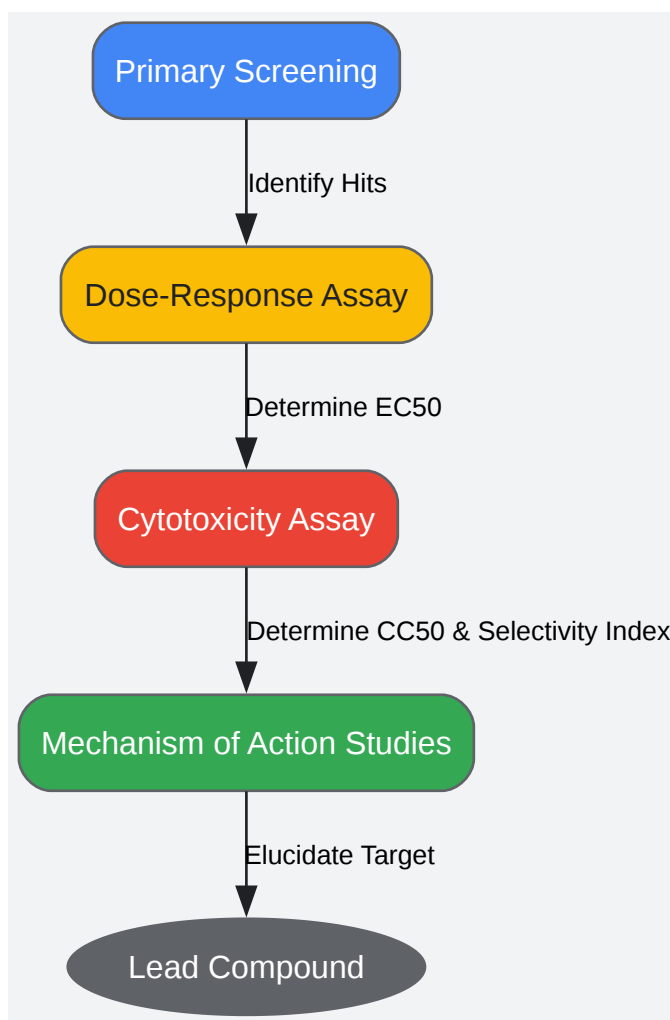 Primary Screening
Identify Hits
Dose-Response Assay
Determine EC50
Cytotoxicity Assay
Determine CC50 & Selectivity Index
Mechanism of Action Studies
Elucidate Target
Lead Compound